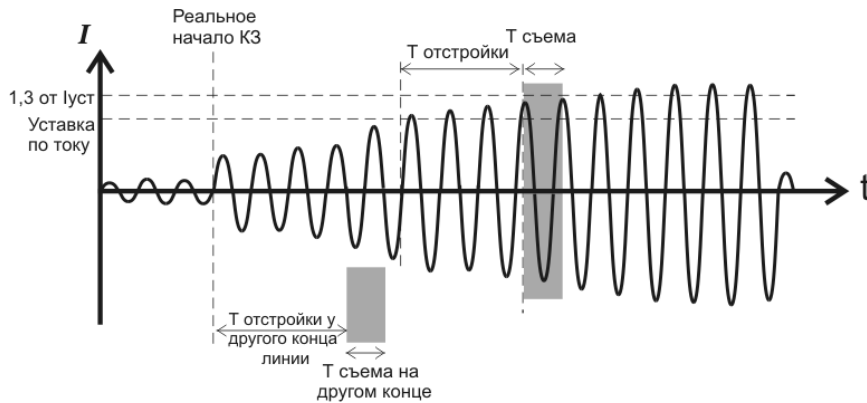 Реальное
начало КЗ
I
Т съема
Т отстройки
1,3 от Iуст
Уставка
по току
t
Т отстройки у
другого конца
линии
Т съема на
другом конце